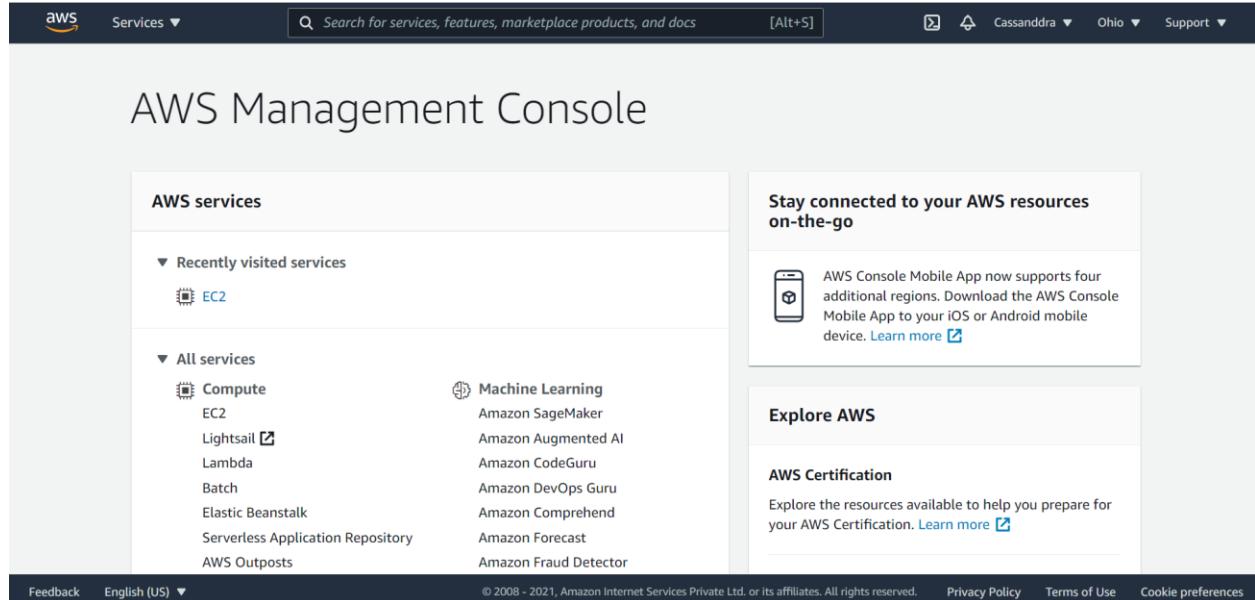 aws Services ▼ Search for services, features, marketplace products, and docs [Alt+S] Cassanddra ▼ Ohio ▼ Support ▼
AWS Management Console
AWS services
▼ Recently visited services
EC2
▼ All services
Compute
EC2
Lightsail
Lambda
Batch
Elastic Beanstalk
Serverless Application Repository
AWS Outposts
Machine Learning
Amazon SageMaker
Amazon Augmented AI
Amazon CodeGuru
Amazon DevOps Guru
Amazon Comprehend
Amazon Forecast
Amazon Fraud Detector
Stay connected to your AWS resources
on-the-go
AWS Console Mobile App now supports four
additional regions. Download the AWS Console
Mobile App to your iOS or Android mobile
device. Learn more
Explore AWS
AWS Certification
Explore the resources available to help you prepare for
your AWS Certification. Learn more
Feedback English (US) ▼ © 2008 - 2021, Amazon Internet Services Private Ltd. or its affiliates. All rights reserved. Privacy Policy Terms of Use Cookie preferences